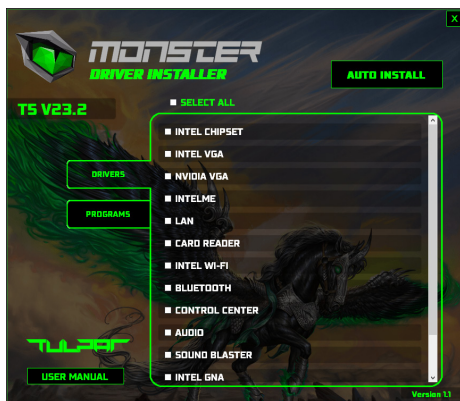 X
MONSTER
DRIVER INSTALLER
AUTO INSTALL
T5 V23.2
SELECT ALL
INTEL CHIPSET
INTEL VGA
DRIVERS
NVIDIA VGA
INTELME
PROGRAMS
LAN
CARD READER
INTEL WI-FI
BLUETOOTH
CONTROL CENTER
AUDIO
TULPAR
SOUND BLASTER
USER MANUAL
INTEL GNA
Version 1.1